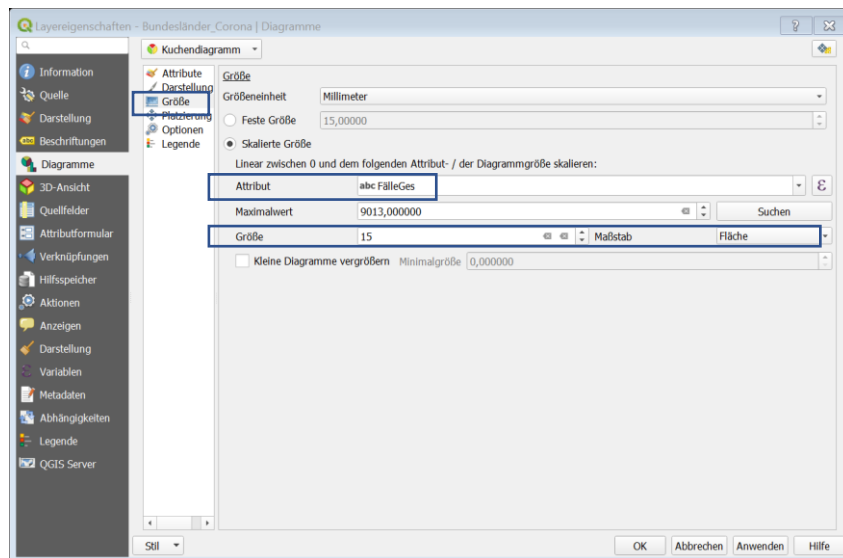 Layereigenschaften - Bundesländer_Corona | Diagramme
Information
Quelle
Darstellung
abc Beschriftungen
Diagramme
3D-Ansicht
Quellfelder
Attributformular
Verknüpfungen
Hilfsspeicher
Aktionen
Anzeigen
Darstellung
Variablen
Metadaten
Abhängigkeiten
Legende
QGIS Server
Kuchendiagramm
Attribute
Darstellung
Größe
Platzierung
Optionen
Legende
Größe
Größeneinheit Millimeter
Feste Größe 15,00000
Skalierte Größe
Linear zwischen 0 und dem folgenden Attribut- / der Diagrammgröße skalieren:
Attribut abc FälleGes ε
Maximalwert 9013,000000 Suchen
Größe 15 Maßstab Fläche
Kleine Diagramme vergrößern Minimalgröße 0,000000
Stil OK Abbrechen Anwenden Hilfe